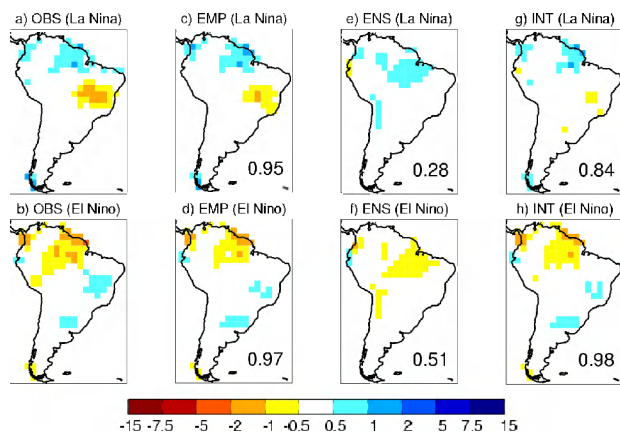 a) OBS (La Nina) c) EMP (La Nina) e) ENS (La Nina) g) INT (La Nina)
0.95 0.28 0.84
b) OBS (El Nino) d) EMP (El Nino) f) ENS (El Nino) h) INT (El Nino)
0.97 0.51 0.98
-15 -7.5 -5 -2 -1 -0.5 0.5 1 2 5 7.5 15